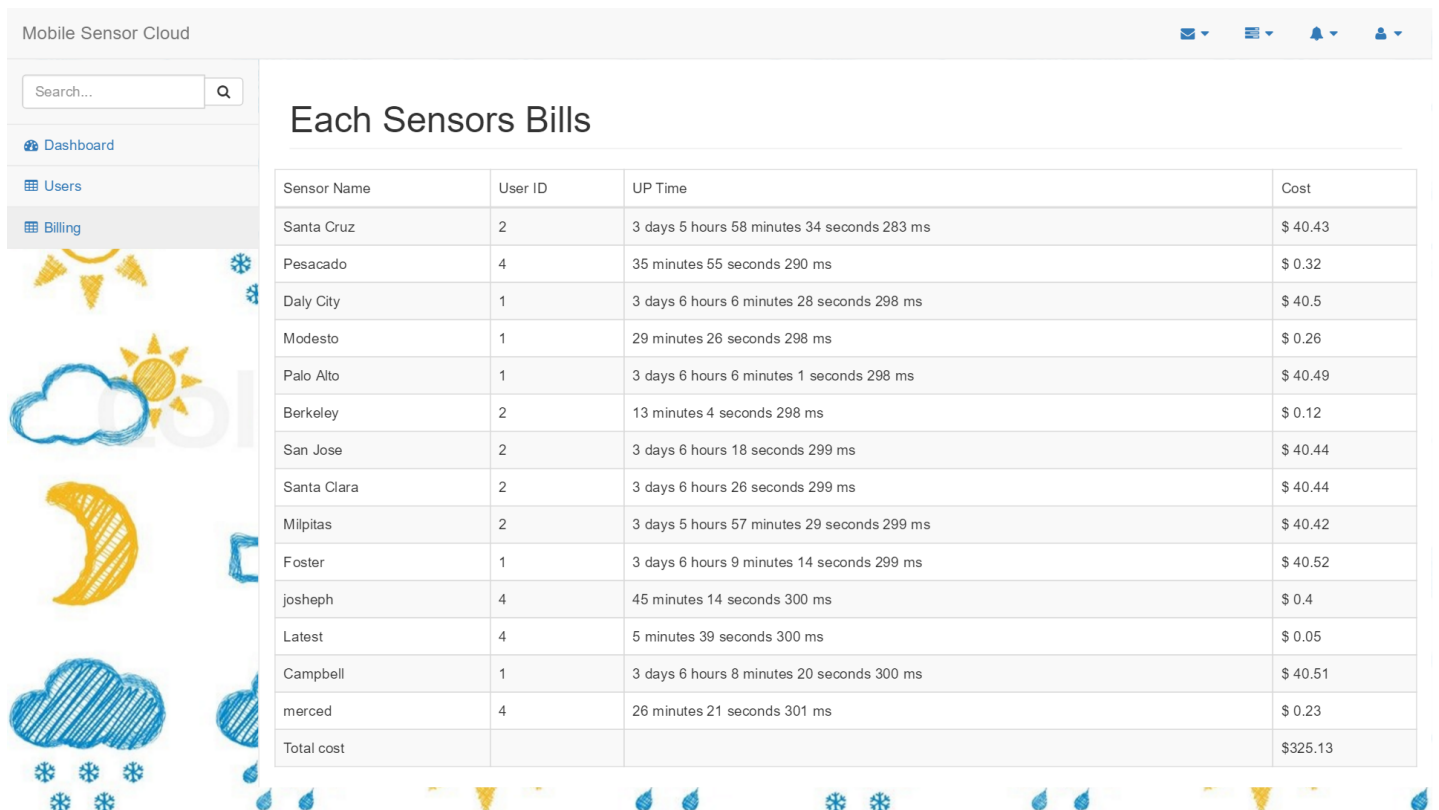 Mobile Sensor Cloud
Search...
Dashboard
Users
Billing
Each Sensors Bills
Sensor Name User ID UP Time Cost
Santa Cruz 2 3 days 5 hours 58 minutes 34 seconds 283 ms $ 40.43
Pesacado 4 35 minutes 55 seconds 290 ms $ 0.32
Daly City 1 3 days 6 hours 6 minutes 28 seconds 298 ms $ 40.5
Modesto 1 29 minutes 26 seconds 298 ms $ 0.26
Palo Alto 1 3 days 6 hours 6 minutes 1 seconds 298 ms $ 40.49
Berkeley 2 13 minutes 4 seconds 298 ms $ 0.12
San Jose 2 3 days 6 hours 18 seconds 299 ms $ 40.44
Santa Clara 2 3 days 6 hours 26 seconds 299 ms $ 40.44
Milpitas 2 3 days 5 hours 57 minutes 29 seconds 299 ms $ 40.42
Foster 1 3 days 6 hours 9 minutes 14 seconds 299 ms $ 40.52
josheph 4 45 minutes 14 seconds 300 ms $ 0.4
Latest 4 5 minutes 39 seconds 300 ms $ 0.05
Campbell 1 3 days 6 hours 8 minutes 20 seconds 300 ms $ 40.51
merced 4 26 minutes 21 seconds 301 ms $ 0.23
Total cost $325.13